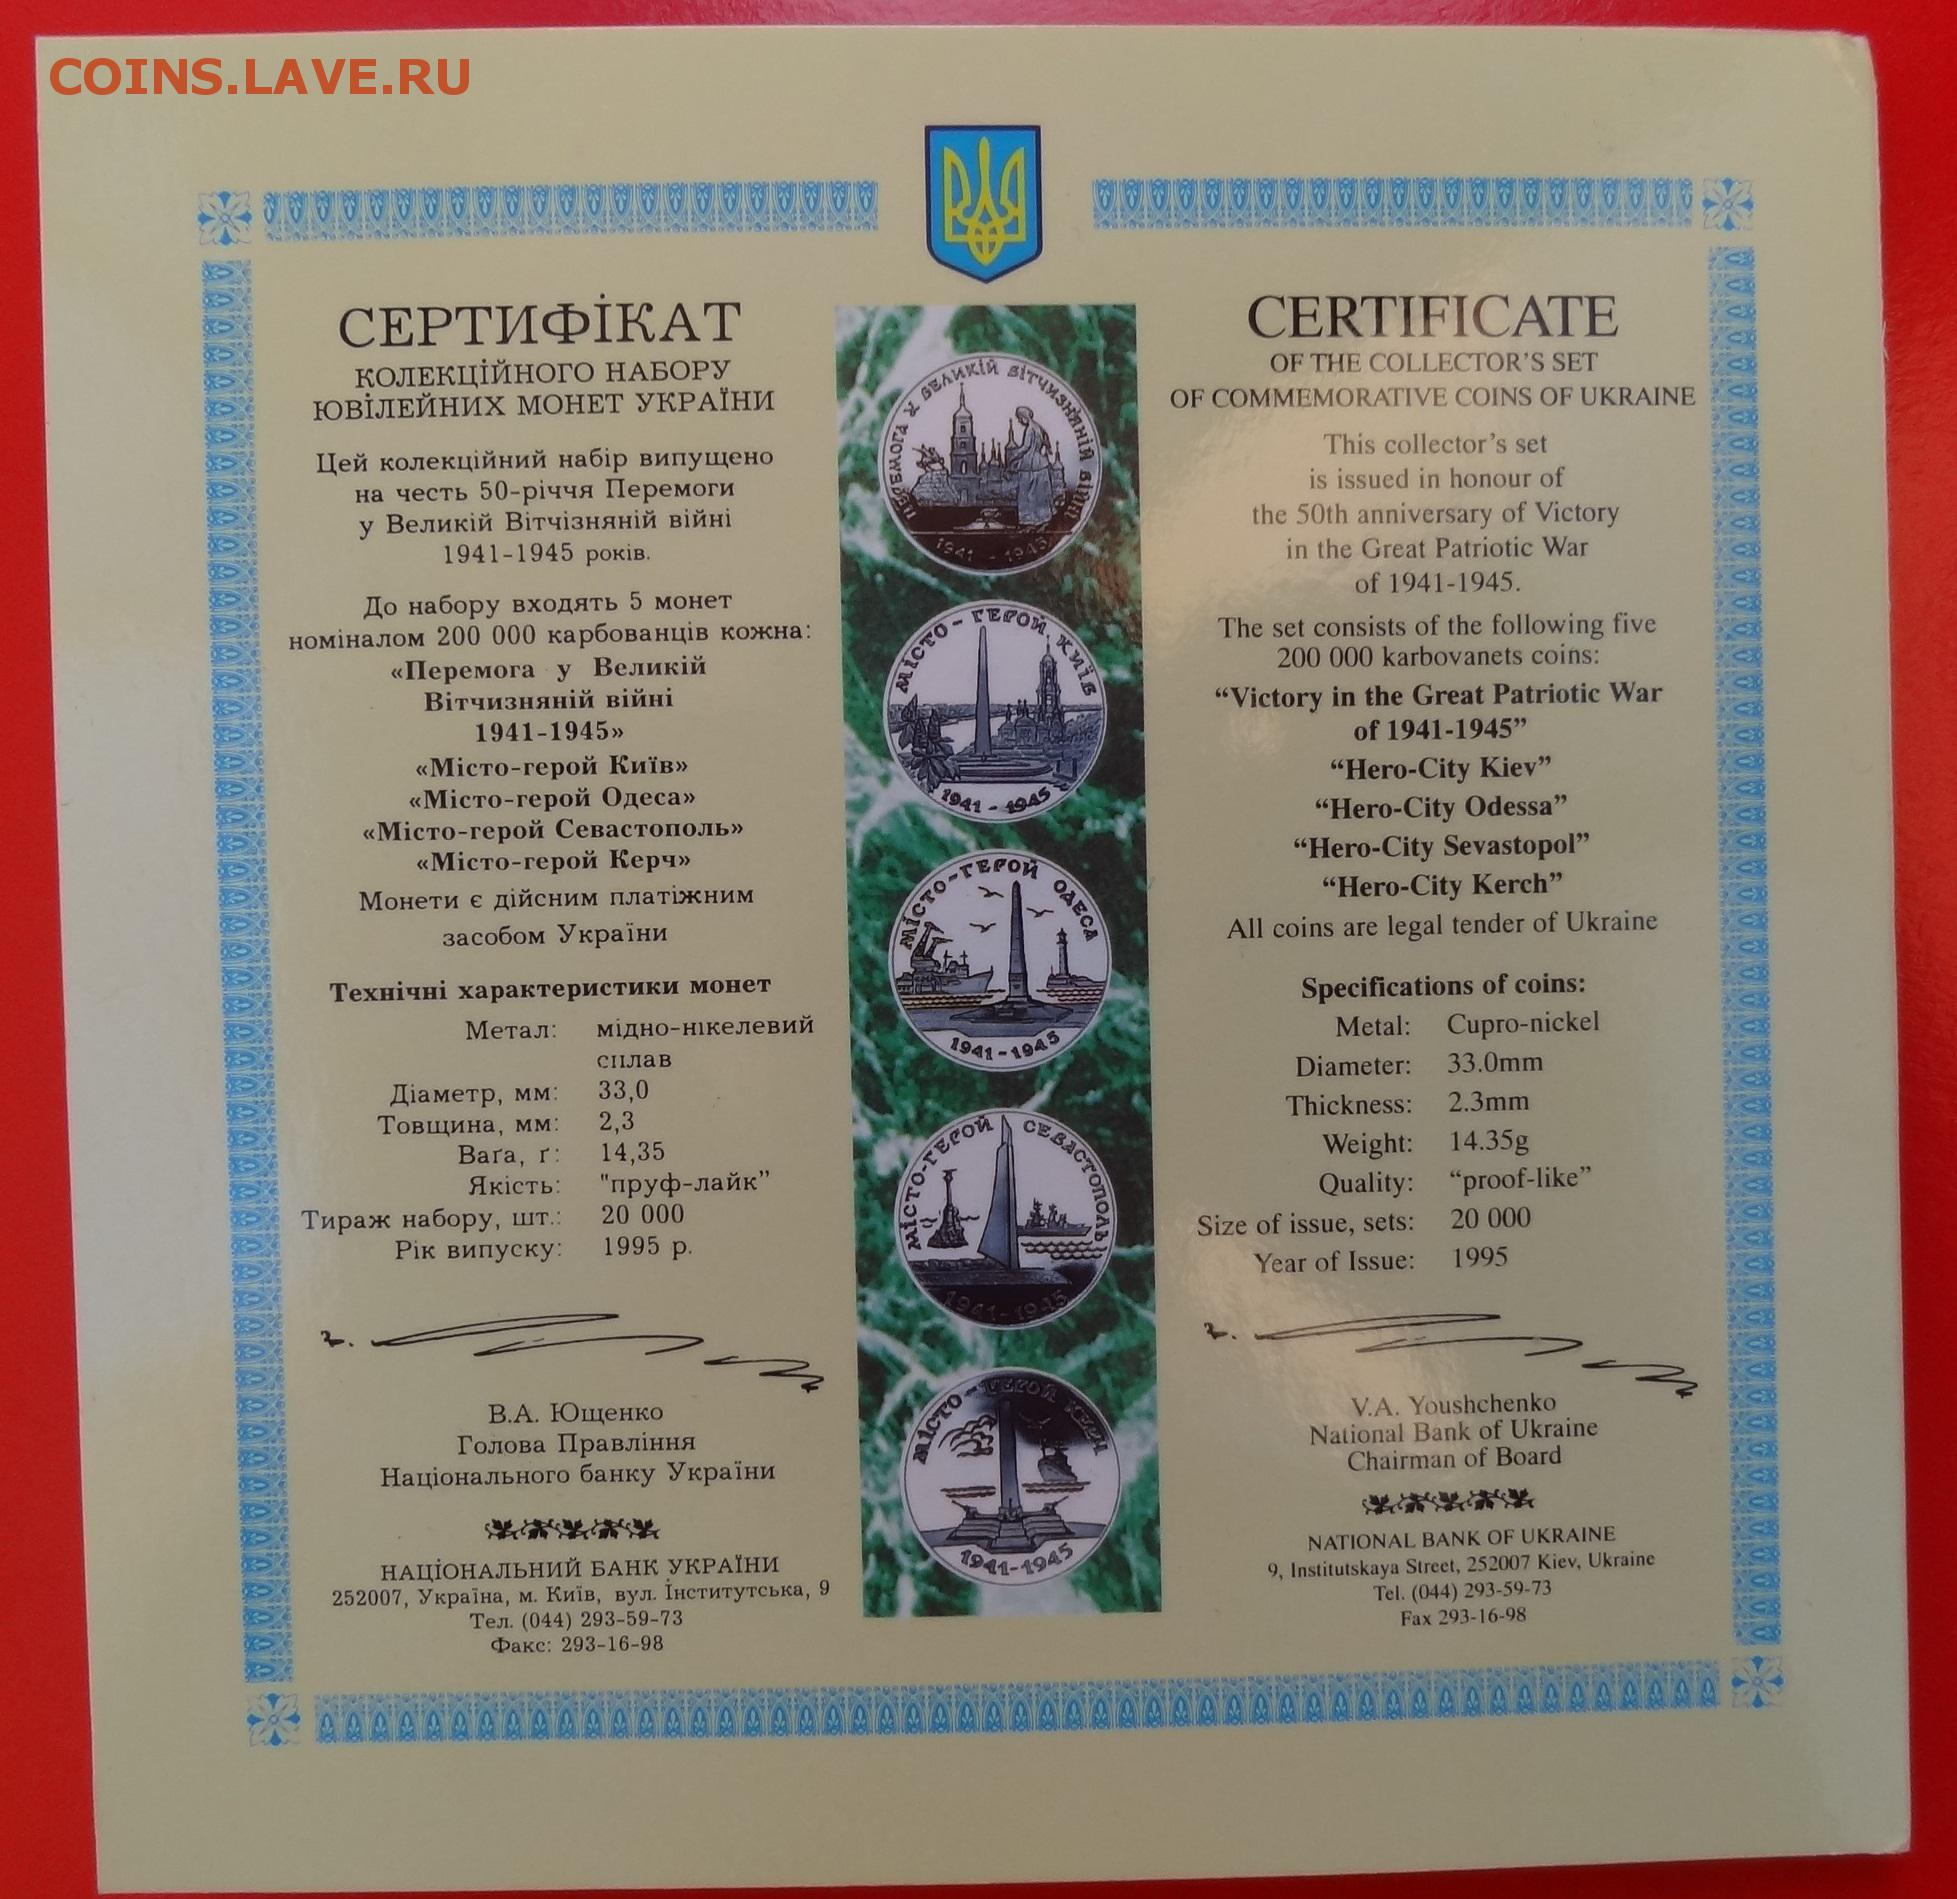 COINS.LAVE.RU
СЕРТИФІКАТ
КОЛЕКЦІЙНОГО НАБОРУ
ЮВІЛЕЙНИХ МОНЕТ УКРАЇНИ
Цей колекційний набір випущено
на честь 50-річчя Перемоги
у Великій Вітчізняній війні
1941-1945 років.
До набору входять 5 монет
номіналом 200 000 карбованців кожна:
«Перемога у Великій
Вітчизняній війні
1941-1945»
«Місто-герой Київ»
«Місто-герой Одеса»
«Місто-герой Севастополь»
«Місто-герой Керч»
Монети є дійсним платіжним
засобом України
Технічні характеристики монет
Метал: мідно-нікелевий
сплав
Діаметр, мм: 33,0
Товщина, мм: 2,3
Ваґа, ґ: 14,35
Якість: "пруф-лайк”
Тираж набору, шт.: 20 000
Рік випуску: 1995 р.
В.А. Ющенко
Голова Правління
Національного банку України
НАЦІОНАЛЬНИЙ БАНК УКРАЇНИ
252007, Україна, м. Київ, вул. Інститутська, 9
Тел. (044) 293-59-73
Факс: 293-16-98
ПЕРЕМОГА У ВЕЛИКІЙ ВІТЧИЗНЯНІЙ ВІЙНІ
1941 - 1945
МІСТО-ГЕРОЙ КИЇВ
1941 - 1945
МІСТО-ГЕРОЙ ОДЕСА
1941-1945
МІСТО-ГЕРОЙ СЕВАСТОПОЛЬ
1941-1945
МІСТО-ГЕРОЙ КЕРЧ
1941-1945
CERTIFICATE
OF THE COLLECTOR’S SET
OF COMMEMORATIVE COINS OF UKRAINE
This collector’s set
is issued in honour of
the 50th anniversary of Victory
in the Great Patriotic War
of 1941-1945.
The set consists of the following five
200 000 karbovanets coins:
“Victory in the Great Patriotic War
of 1941-1945”
“Hero-City Kiev”
“Hero-City Odessa”
“Hero-City Sevastopol”
“Hero-City Kerch”
All coins are legal tender of Ukraine
Specifications of coins:
Metal: Cupro-nickel
Diameter: 33.0mm
Thickness: 2.3mm
Weight: 14.35g
Quality: “proof-like”
Size of issue, sets: 20 000
Year of Issue: 1995
V.A. Youshchenko
National Bank of Ukraine
Chairman of Board
NATIONAL BANK OF UKRAINE
9, Institutskaya Street, 252007 Kiev, Ukraine
Tel. (044) 293-59-73
Fax 293-16-98